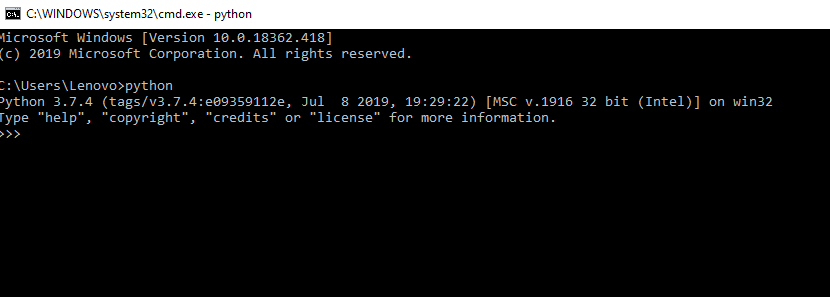 C:\WINDOWS\system32\cmd.exe - python
Microsoft Windows [Version 10.0.18362.418]
(c) 2019 Microsoft Corporation. All rights reserved.
C:\Users\Lenovo>python
Python 3.7.4 (tags/v3.7.4:e09359112e, Jul  8 2019, 19:29:22) [MSC v.1916 32 bit (Intel)] on win32
Type "help", "copyright", "credits" or "license" for more information.
>>>